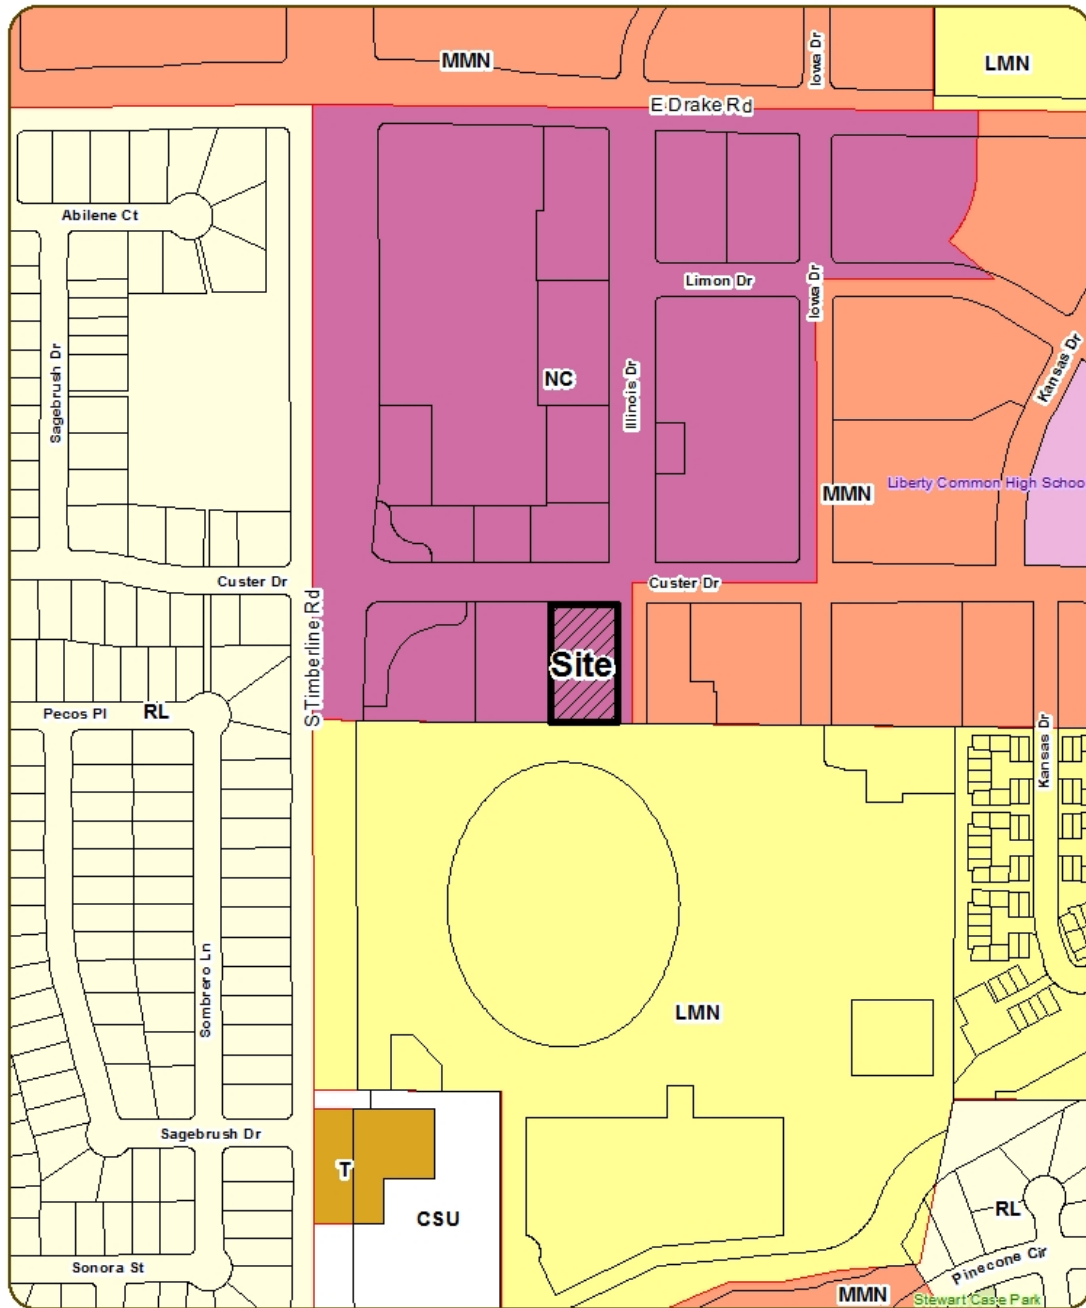 Iowa Dr
MMN
LMN
E Drake Rd
Abilene Ct
Limon Dr
Iowa Dr
Sagebrush Dr
NC
Illinois Dr
Kansas Dr
Liberty Common High Schoo
MMN
Custer Dr
Custer Dr
S Timberline Rd
Site
Pecos Pl
RL
Kansas Dr
Sombrero Ln
LMN
Sagebrush Dr
T
CSU
RL
Sonora St
Pinecone Cir
MMN
Stewart Case Park